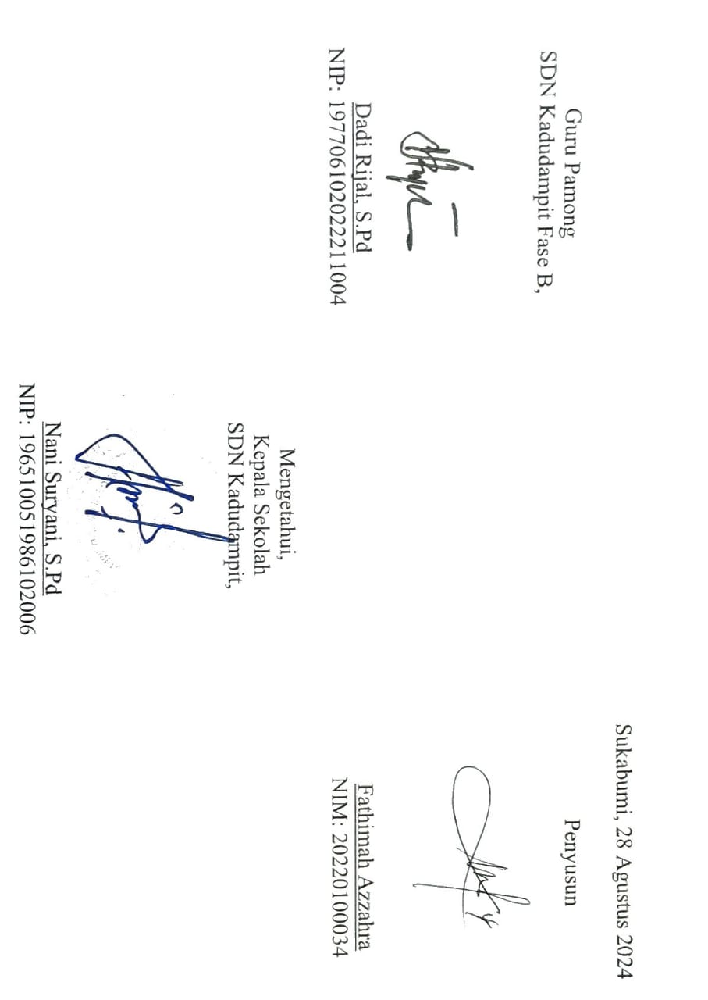 Sukabumi, 28 Agustus 2024
Guru Pamong
SDN Kadudampit Fase B,
Dadi Rijal, S.Pd
NIP: 197706102022211004
Penyusun
Fathimah Azzahra
NIM: 20220100034
Mengetahui,
Kepala Sekolah
SDN Kadudampit,
Nani Suryani, S.Pd
NIP: 196510051986102006